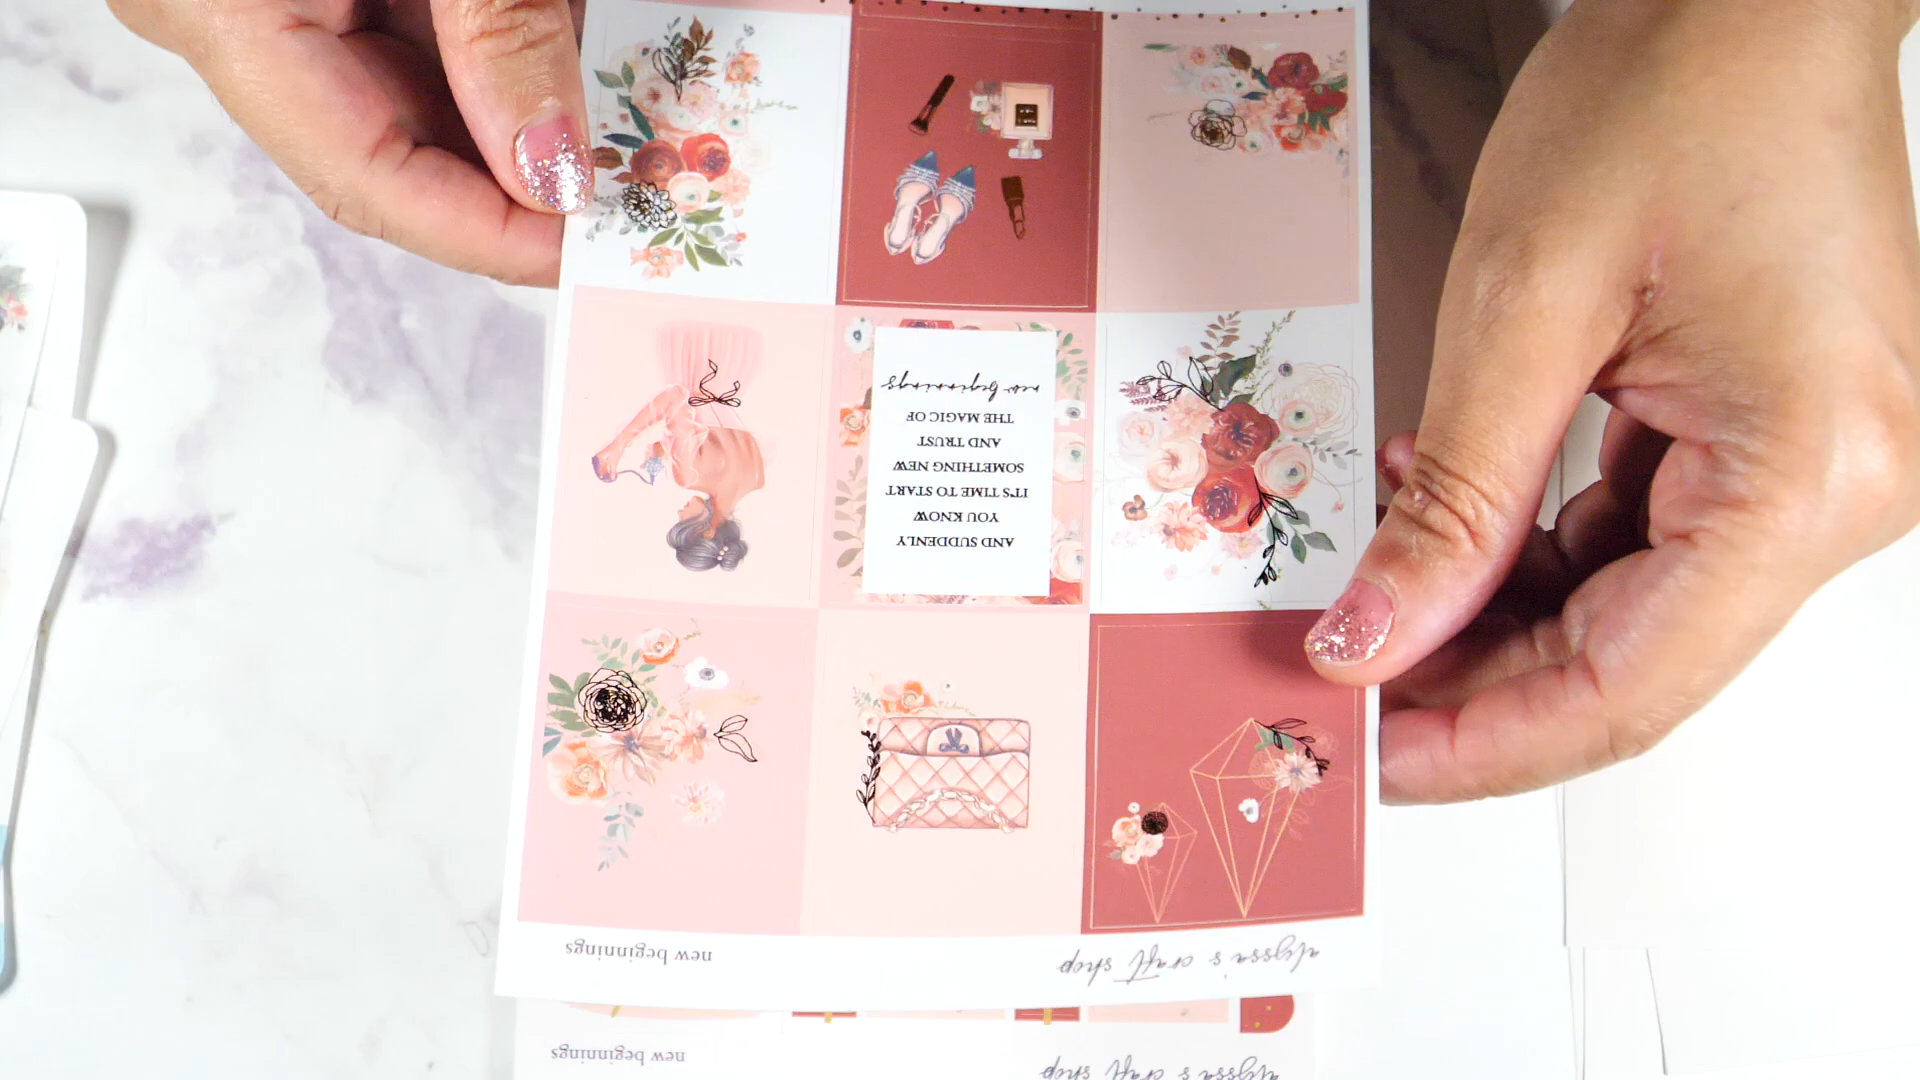 AND SUDDENLY
YOU KNOW
IT'S TIME TO START
SOMETHING NEW
AND TRUST
THE MAGIC OF
new beginnings
alyssa's craft shop
new beginnings
alyssa's craft shop
new beginnings